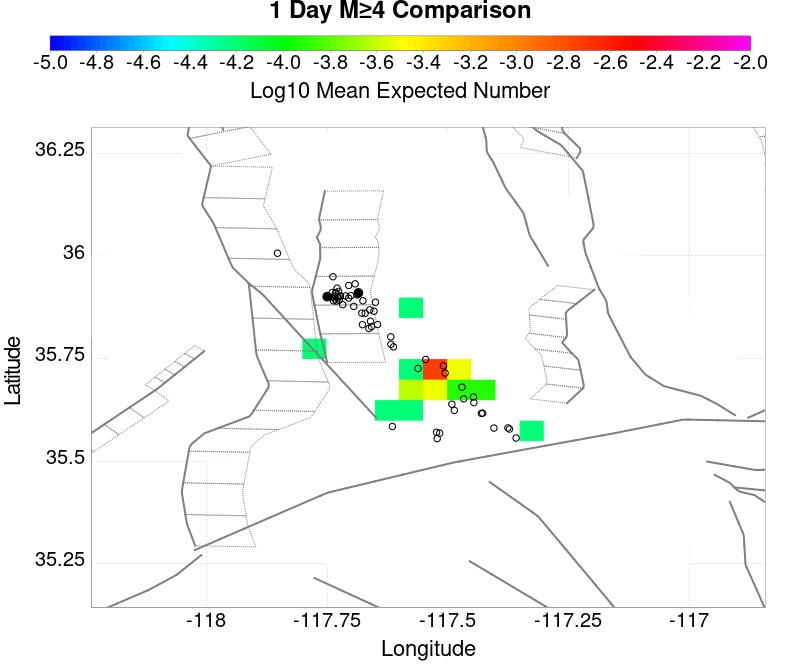 1 Day M≥4 Comparison
-5.0 -4.8 -4.6 -4.4 -4.2 -4.0 -3.8 -3.6 -3.4 -3.2 -3.0 -2.8 -2.6 -2.4 -2.2 -2.0
Log10 Mean Expected Number
36.25
36
35.75
35.5
35.25
Latitude
-118 -117.75 -117.5 -117.25 -117
Longitude